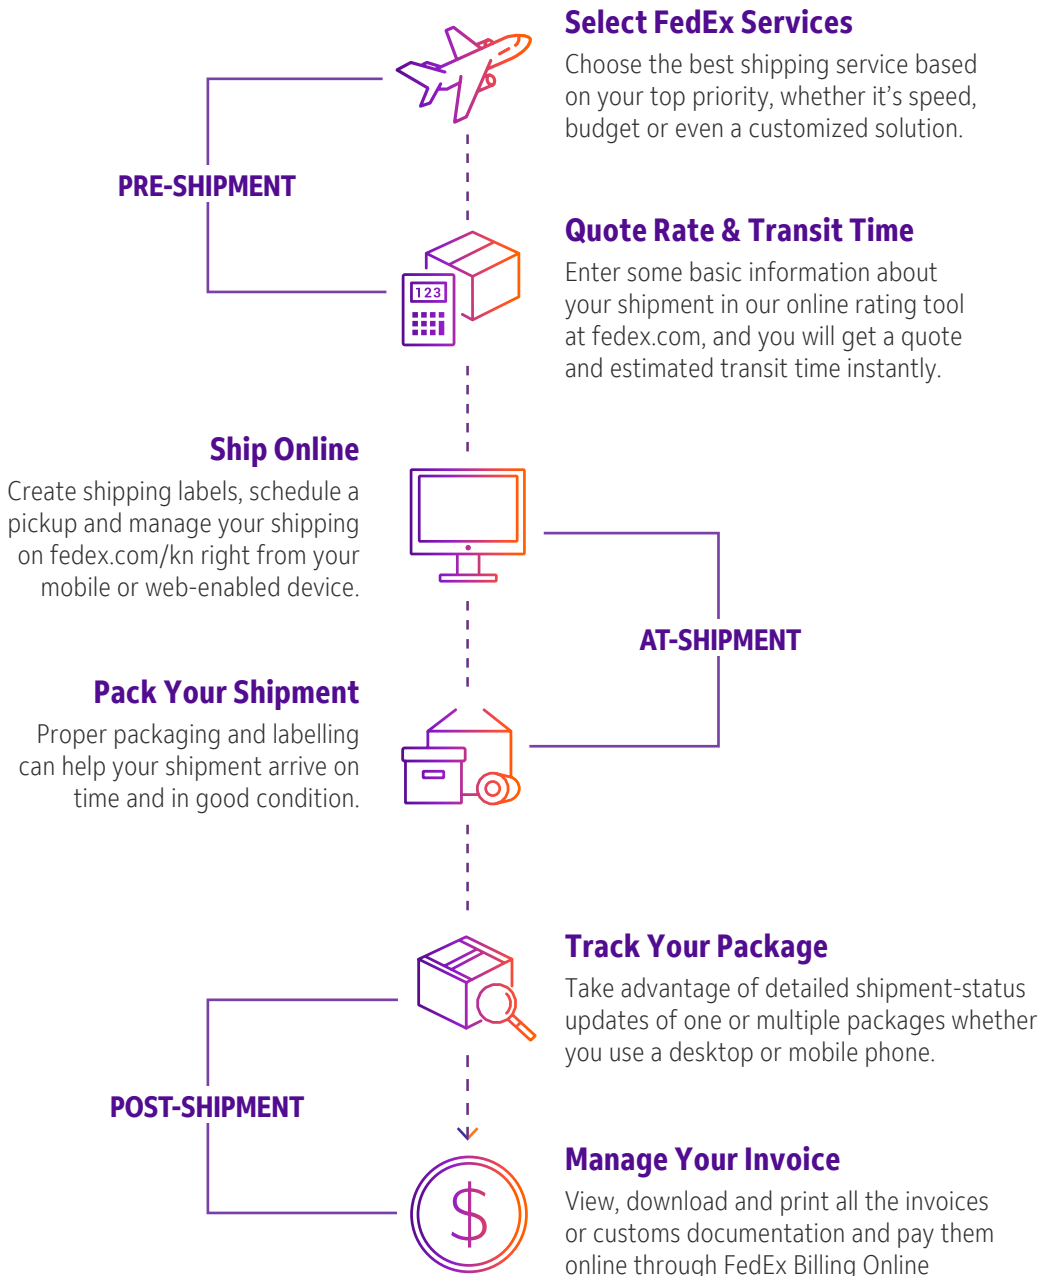 Select FedEx Services
Choose the best shipping service based
on your top priority, whether it’s speed,
budget or even a customized solution.
PRE-SHIPMENT
Quote Rate & Transit Time
Enter some basic information about
your shipment in our online rating tool
at fedex.com, and you will get a quote
and estimated transit time instantly.
123
Ship Online
Create shipping labels, schedule a
pickup and manage your shipping
on fedex.com/kn right from your
mobile or web-enabled device.
AT-SHIPMENT
Pack Your Shipment
Proper packaging and labelling
can help your shipment arrive on
time and in good condition.
Track Your Package
Take advantage of detailed shipment-status
updates of one or multiple packages whether
you use a desktop or mobile phone.
POST-SHIPMENT
Manage Your Invoice
View, download and print all the invoices
or customs documentation and pay them
online through FedEx Billing Online
$